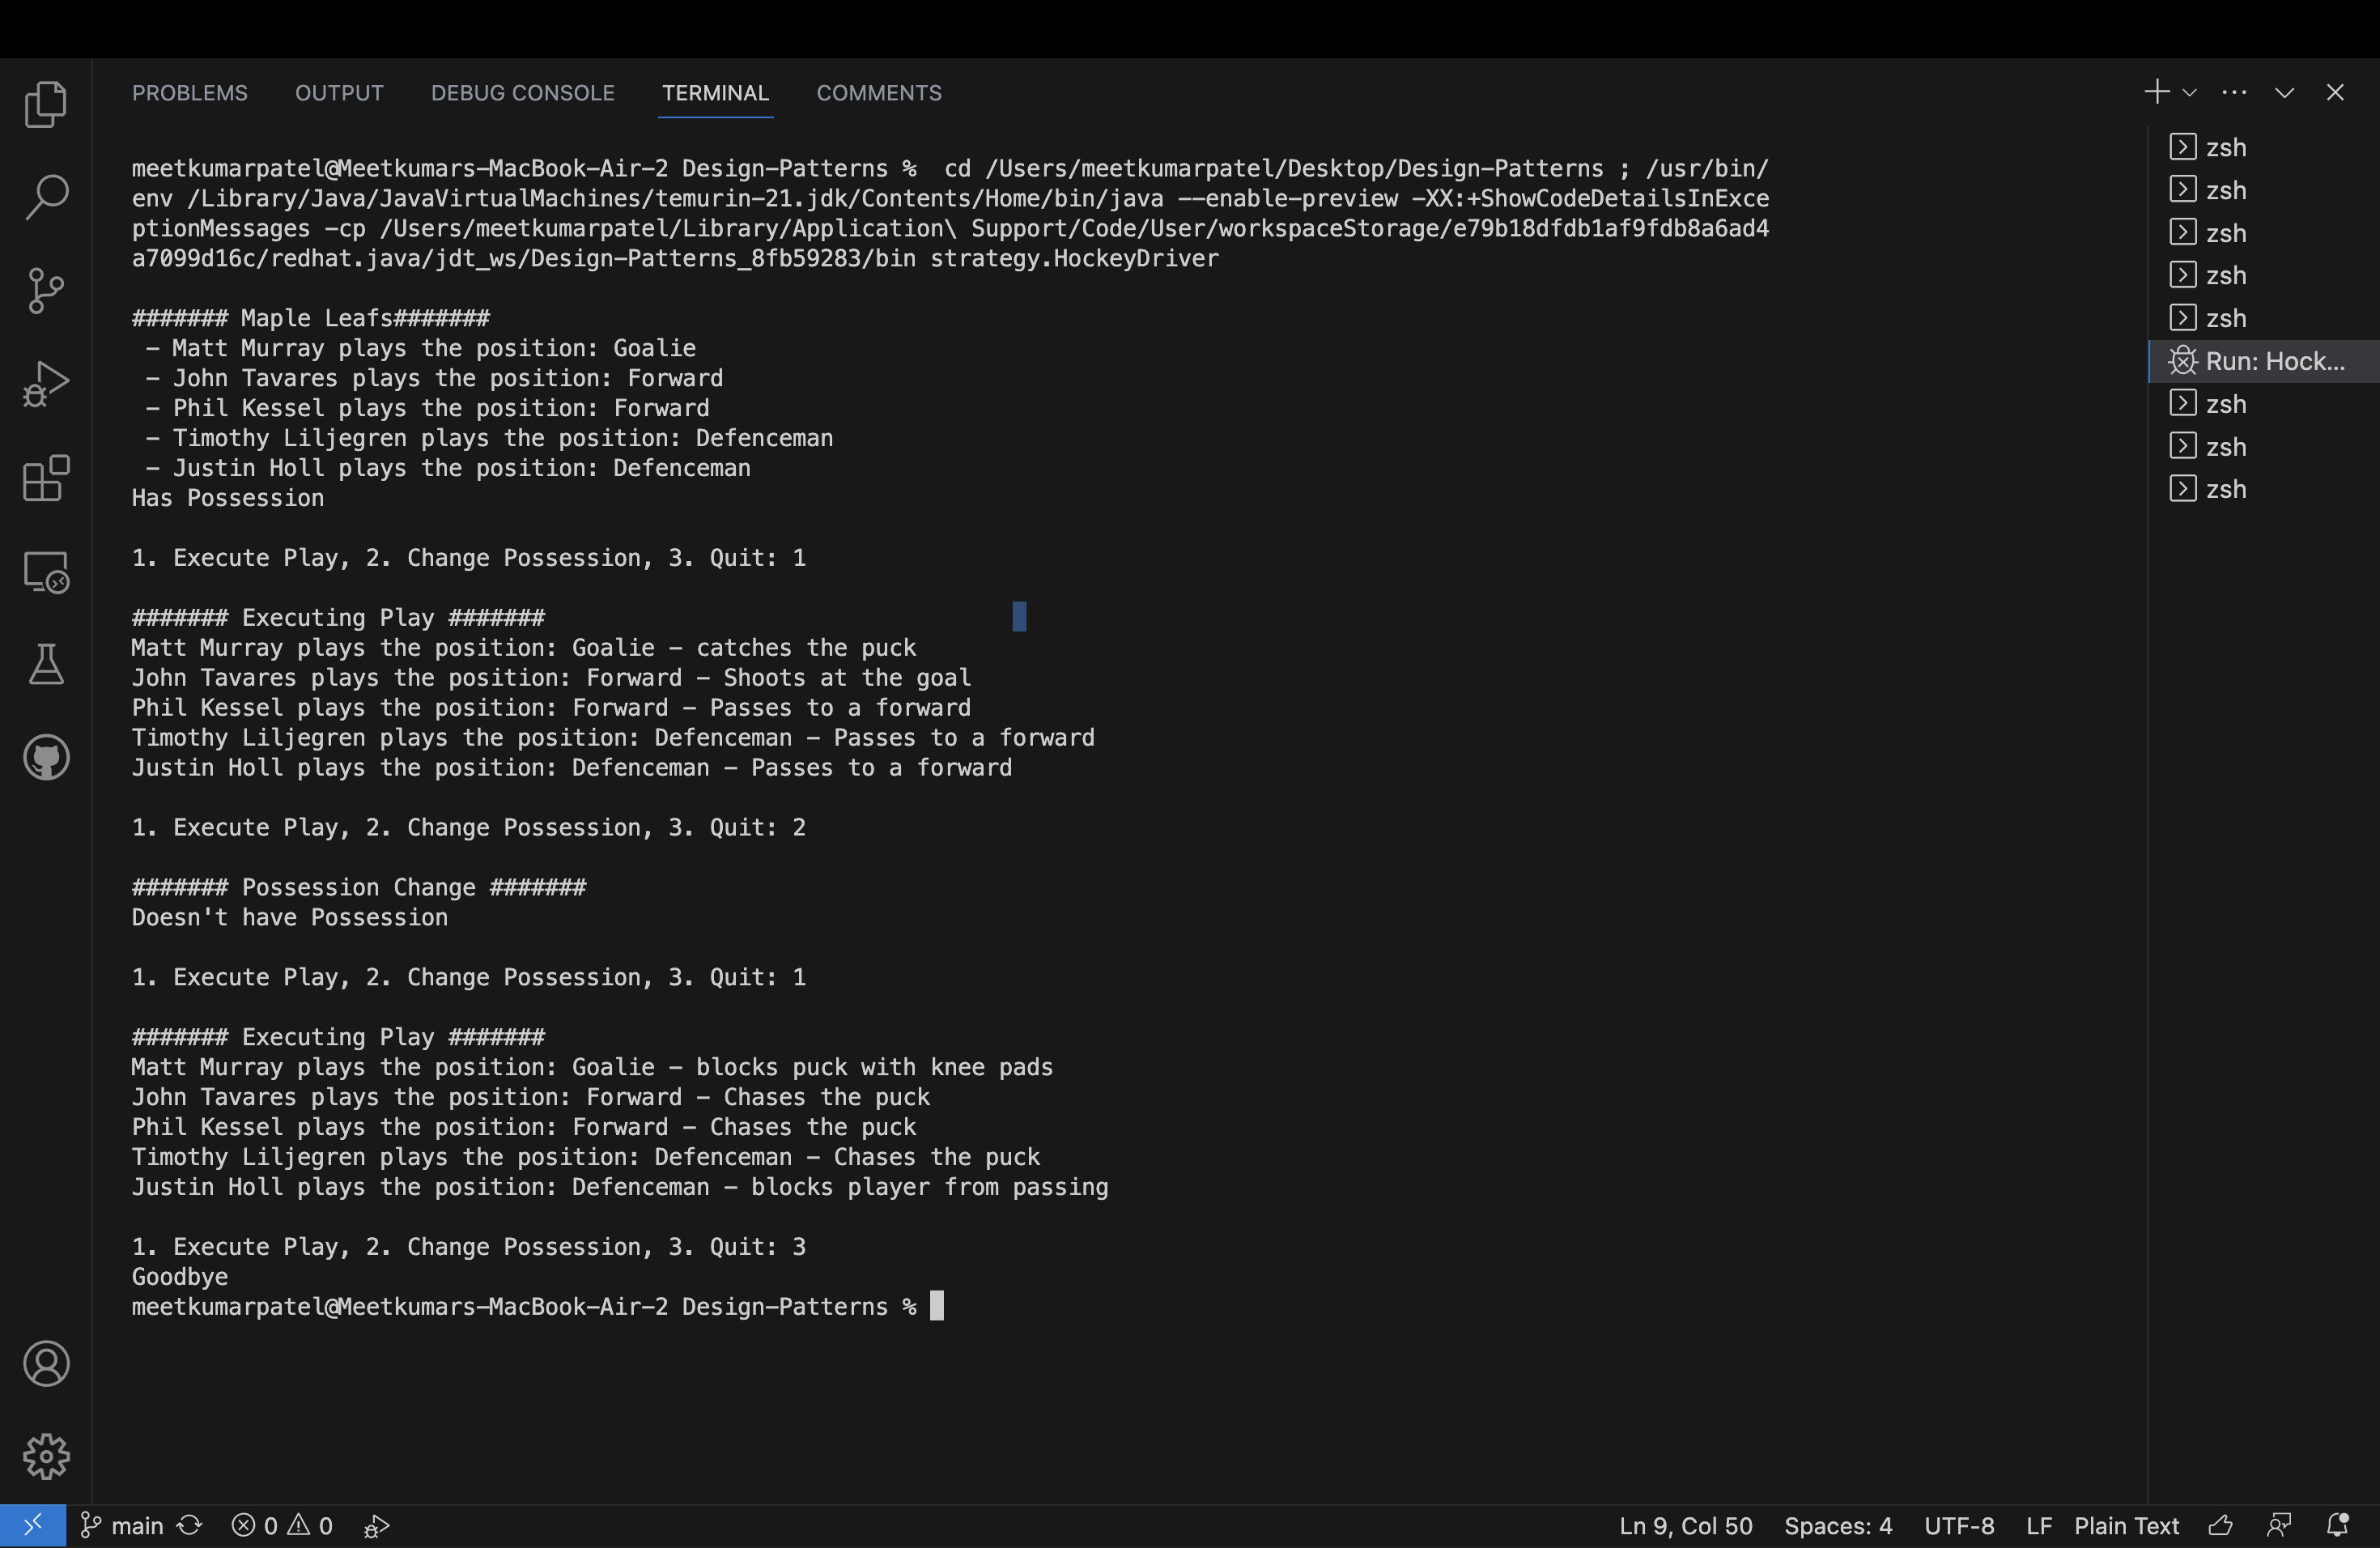 PROBLEMS OUTPUT DEBUG CONSOLE TERMINAL COMMENTS
meetkumarpatel@Meetkumars-MacBook-Air-2 Design-Patterns %  cd /Users/meetkumarpatel/Desktop/Design-Patterns ; /usr/bin/
env /Library/Java/JavaVirtualMachines/temurin-21.jdk/Contents/Home/bin/java --enable-preview -XX:+ShowCodeDetailsInExce
ptionMessages -cp /Users/meetkumarpatel/Library/Application\ Support/Code/User/workspaceStorage/e79b18dfdb1af9fdb8a6ad4
a7099d16c/redhat.java/jdt_ws/Design-Patterns_8fb59283/bin strategy.HockeyDriver
####### Maple Leafs#######
- Matt Murray plays the position: Goalie
- John Tavares plays the position: Forward
- Phil Kessel plays the position: Forward
- Timothy Liljegren plays the position: Defenceman
- Justin Holl plays the position: Defenceman
Has Possession
1. Execute Play, 2. Change Possession, 3. Quit: 1
####### Executing Play #######
Matt Murray plays the position: Goalie - catches the puck
John Tavares plays the position: Forward - Shoots at the goal
Phil Kessel plays the position: Forward - Passes to a forward
Timothy Liljegren plays the position: Defenceman - Passes to a forward
Justin Holl plays the position: Defenceman - Passes to a forward
1. Execute Play, 2. Change Possession, 3. Quit: 2
####### Possession Change #######
Doesn't have Possession
1. Execute Play, 2. Change Possession, 3. Quit: 1
####### Executing Play #######
Matt Murray plays the position: Goalie - blocks puck with knee pads
John Tavares plays the position: Forward - Chases the puck
Phil Kessel plays the position: Forward - Chases the puck
Timothy Liljegren plays the position: Defenceman - Chases the puck
Justin Holl plays the position: Defenceman - blocks player from passing
1. Execute Play, 2. Change Possession, 3. Quit: 3
Goodbye
meetkumarpatel@Meetkumars-MacBook-Air-2 Design-Patterns %
zsh
zsh
zsh
zsh
zsh
Run: Hock...
zsh
zsh
zsh
main 0 0 Ln 9, Col 50 Spaces: 4 UTF-8 LF Plain Text